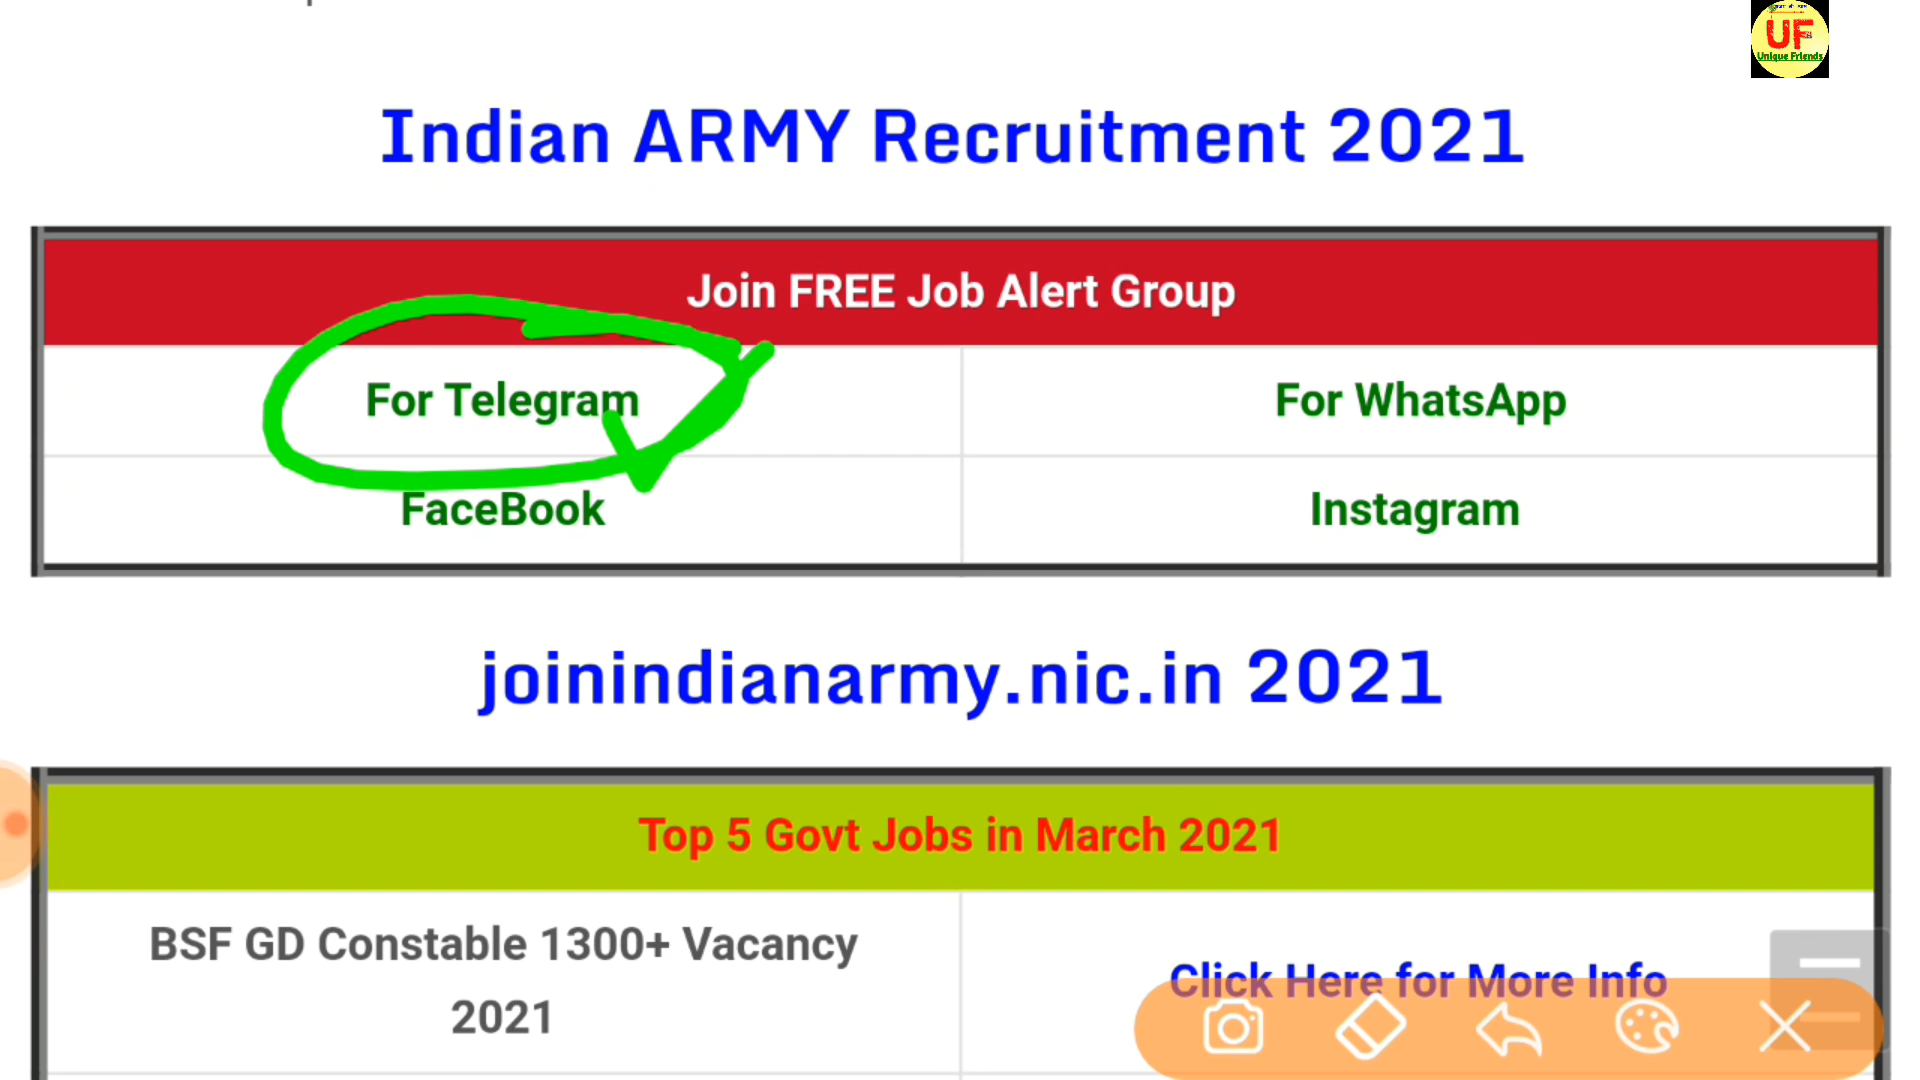 UF
Unique Friends
Indian ARMY Recruitment 2021
Join FREE Job Alert Group
For Telegram
For WhatsApp
FaceBook
Instagram
joinindianarmy.nic.in 2021
Top 5 Govt Jobs in March 2021
BSF GD Constable 1300+ Vacancy
2021
Click Here for More Info